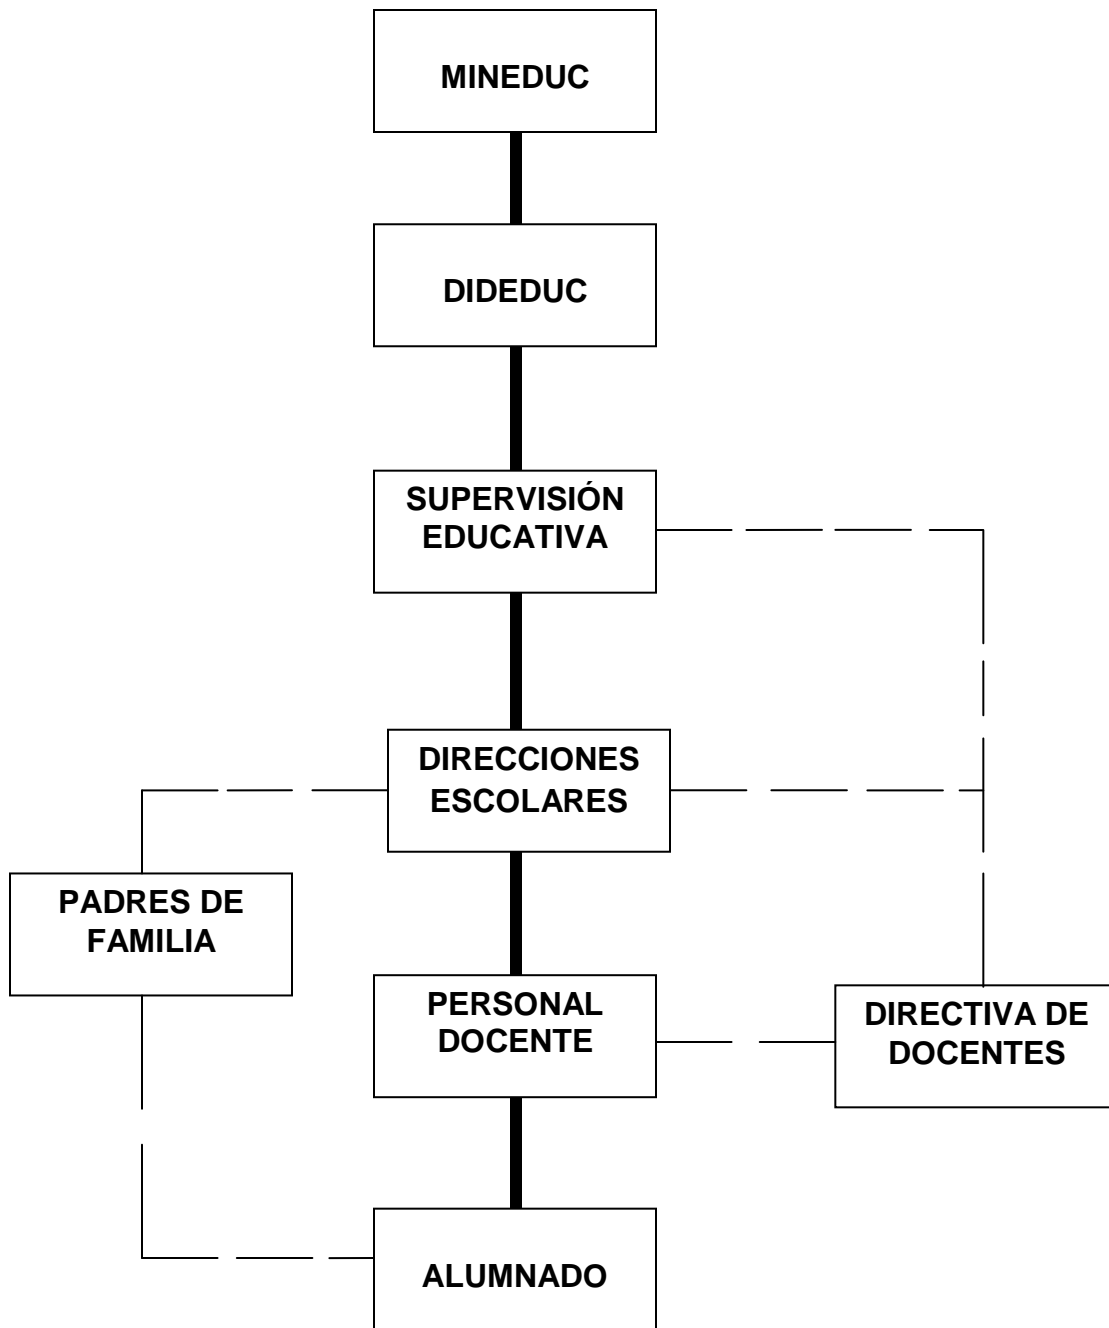 MINEDUC
DIDEDUC
SUPERVISIÓN
EDUCATIVA
DIRECCIONES
ESCOLARES
PADRES DE
FAMILIA
PERSONAL
DOCENTE
DIRECTIVA DE
DOCENTES
ALUMNADO